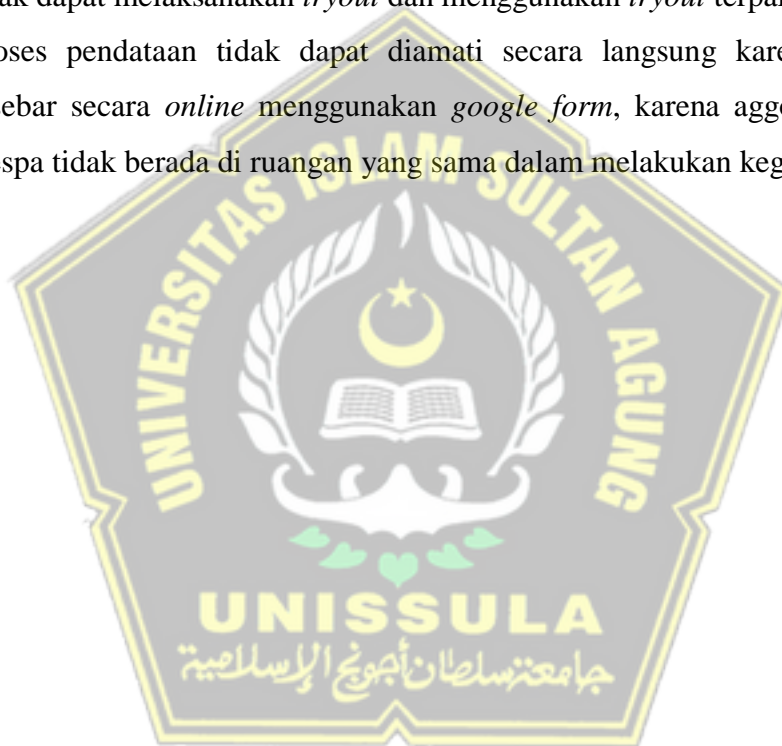 dapat melaksanakan tryout dan menggunakan tryout
pendataan tidak dapat diamati secara langsung
secara online menggunakan google form, karena
tidak berada di ruangan yang sama dalam melakukan
UNIVERSITAS ISLAM SULTAN AGUNG
UNISSULA
جامعة سلطان أجونج الإسلامية